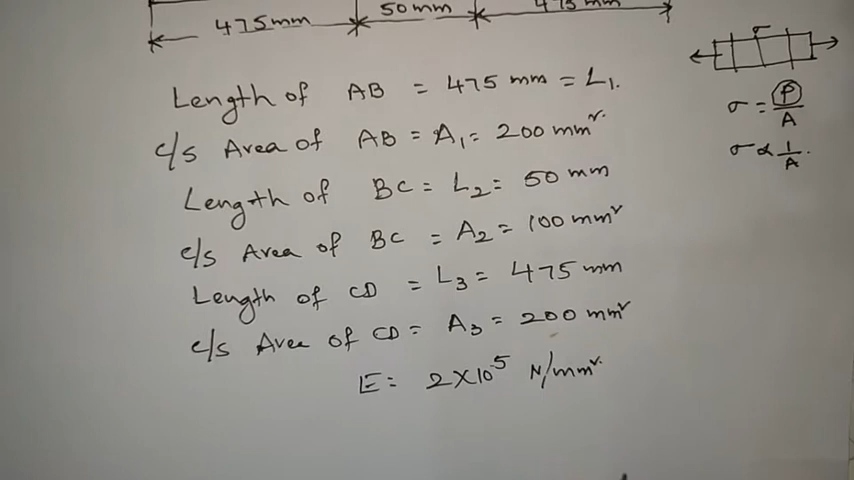 475mm 50mm 475 mm
Length of AB = 475 mm = L₁.
c/s Area of AB = A₁ = 200 mm²
Length of BC = L₂ = 50 mm
c/s Area of BC = A₂ = 100 mm²
Length of CD = L₃ = 475 mm
c/s Area of CD = A₃ = 200 mm²
E = 2×10⁵ N/mm²
σ
σ = P/A
σ ∝ 1/A.